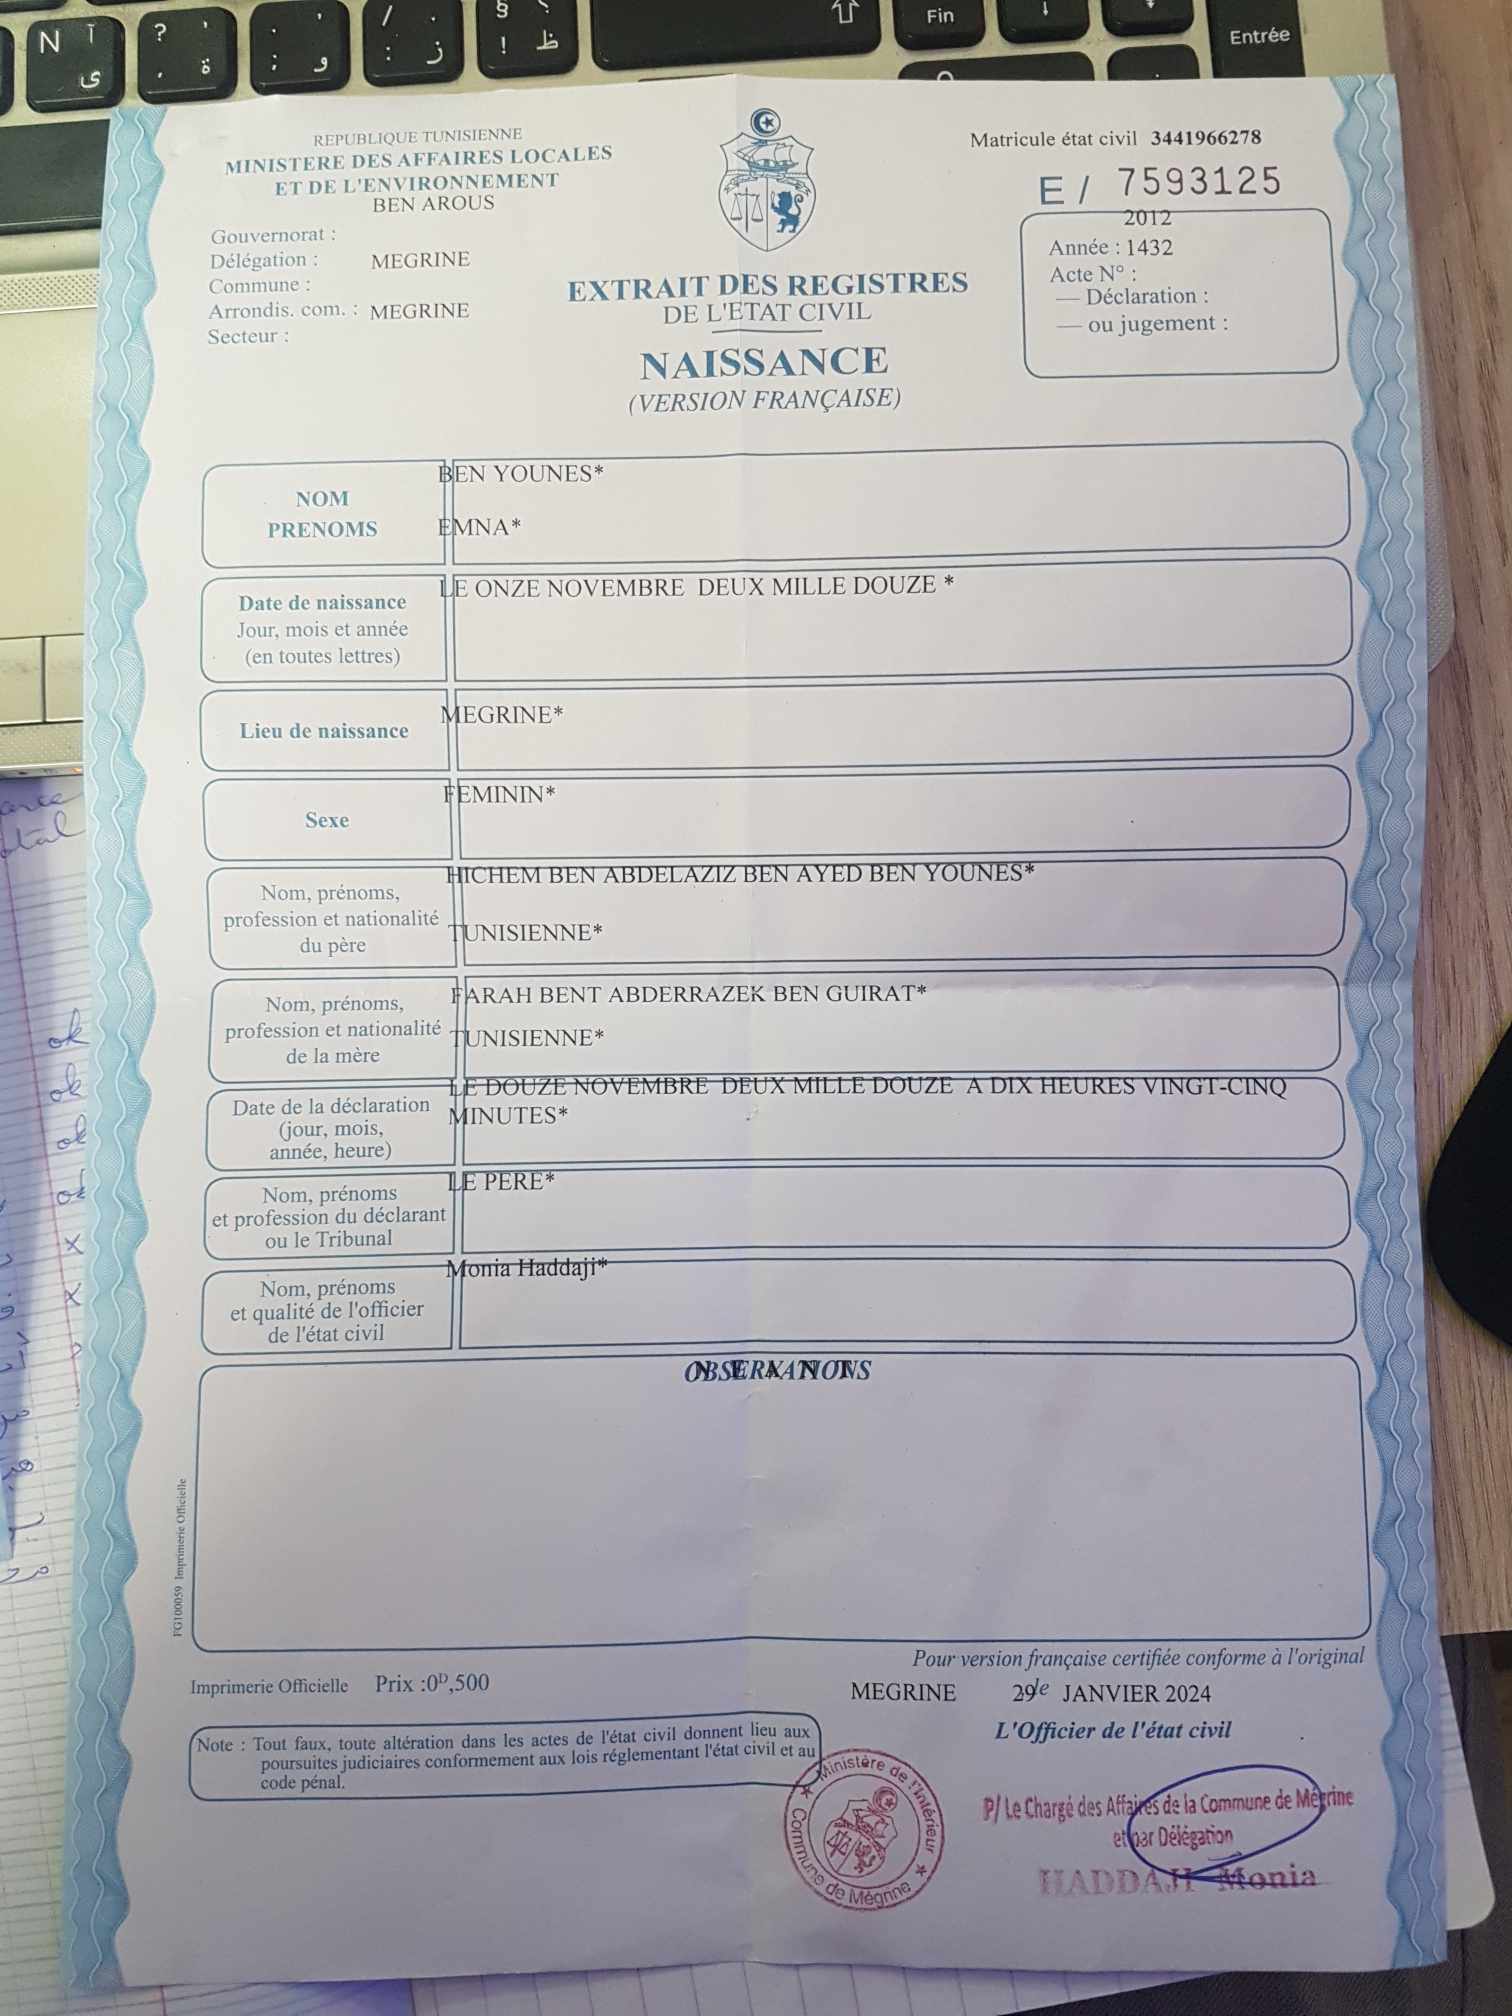 REPUBLIQUE TUNISIENNE
MINISTERE DES AFFAIRES LOCALES
ET DE L'ENVIRONNEMENT
BEN AROUS
Gouvernorat :
Délégation : MEGRINE
Commune :
Arrondis. com. : MEGRINE
Secteur :
EXTRAIT DES REGISTRES
DE L'ETAT CIVIL
NAISSANCE
(VERSION FRANÇAISE)
Matricule état civil 3441966278
E / 7593125
2012
Année : 1432
Acte N° :
— Déclaration :
— ou jugement :
NOM
PRENOMS
BEN YOUNES*
EMNA*
Date de naissance
Jour, mois et année
(en toutes lettres)
LE ONZE NOVEMBRE DEUX MILLE DOUZE *
Lieu de naissance
MEGRINE*
Sexe
FEMININ*
Nom, prénoms,
profession et nationalité
du père
HICHEM BEN ABDELAZIZ BEN AYED BEN YOUNES*
TUNISIENNE*
Nom, prénoms,
profession et nationalité
de la mère
FARAH BENT ABDERRAZEK BEN GUIRAT*
TUNISIENNE*
Date de la déclaration
(jour, mois,
année, heure)
LE DOUZE NOVEMBRE DEUX MILLE DOUZE A DIX HEURES VINGT-CINQ
MINUTES*
Nom, prénoms
et profession du déclarant
ou le Tribunal
LE PERE*
Nom, prénoms
et qualité de l'officier
de l'état civil
Monia Haddaji*
OBSERVATIONS
N E A N T
PG100059 Imprimerie Officielle
Pour version française certifiée conforme à l'original
Imprimerie Officielle Prix :0ᴰ,500
MEGRINE 29 le JANVIER 2024
L'Officier de l'état civil
Note : Tout faux, toute altération dans les actes de l'état civil donnent lieu aux
poursuites judiciaires conformement aux lois réglementant l'état civil et au
code pénal.
Ministère de l'Intérieur
Commune de Mégrine
P/ Le Chargé des Affaires de la Commune de Mégrine
et par Délégation
HADDAJI Monia
Fin
Entrée
N
ok
ok
ok
ok
x
x